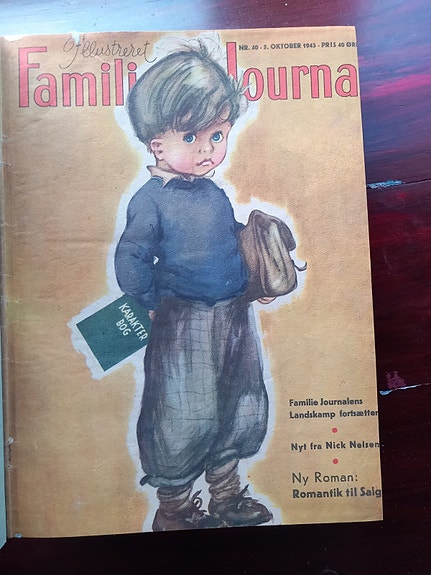 Illustreret
NR. 40 - 5. OKTOBER 1943 - PRIS 40 ØRE
Familie Journa
KARAKTER
BOG
Familie Journalens
Landskamp fortsætter
Nyt fra Nick Nelsen
Ny Roman:
Romantik til Salg